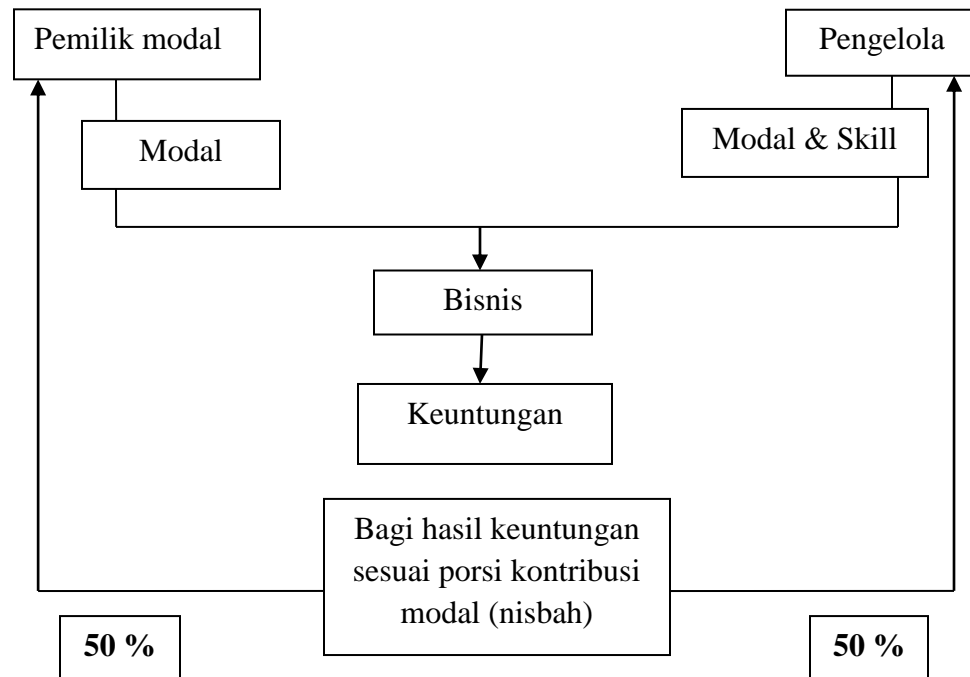 Pemilik modal
Pengelola
Modal
Modal & Skill
Bisnis
Keuntungan
Bagi hasil keuntungan
sesuai porsi kontribusi
modal (nisbah)
50 %
50 %